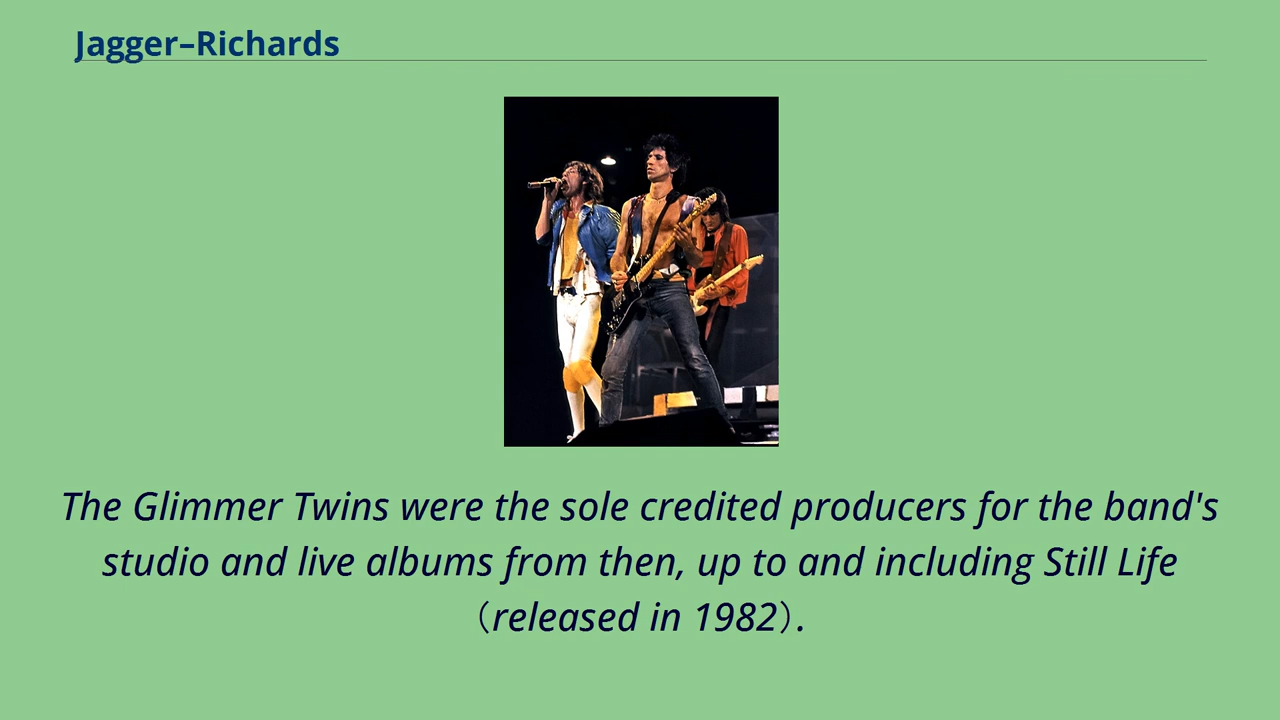 Jagger–Richards
The Glimmer Twins were the sole credited producers for the band's
studio and live albums from then, up to and including Still Life
（released in 1982）.